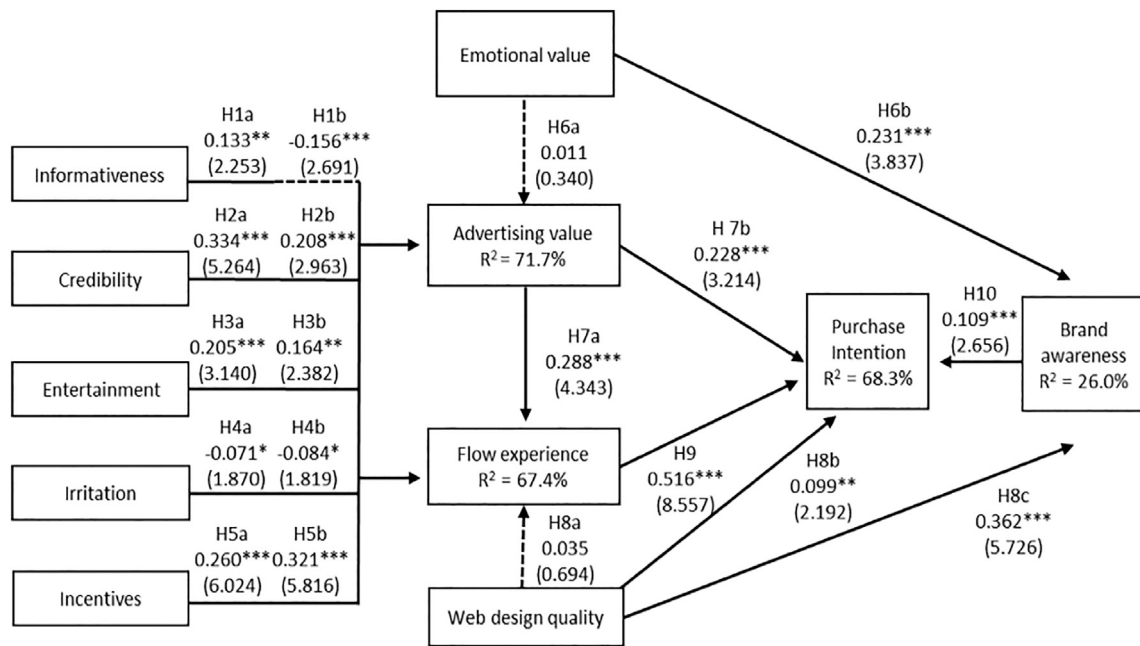 Emotional value
H1a H1b
0.133** -0.156***
(2.253) (2.691)
Informativeness
H6a
0.011
(0.340)
H6b
0.231***
(3.837)
H2a H2b
0.334*** 0.208***
(5.264) (2.963)
Credibility
Advertising value
R² = 71.7%
H 7b
0.228***
(3.214)
H3a H3b
0.205*** 0.164**
(3.140) (2.382)
Entertainment
H7a
0.288***
(4.343)
Purchase
Intention
R² = 68.3%
H10
0.109***
(2.656)
Brand
awareness
R² = 26.0%
H4a H4b
-0.071* -0.084*
(1.870) (1.819)
Irritation
Flow experience
R² = 67.4%
H9
0.516***
(8.557)
H8b
0.099**
(2.192)
H8c
0.362***
(5.726)
H5a H5b
0.260*** 0.321***
(6.024) (5.816)
Incentives
H8a
0.035
(0.694)
Web design quality